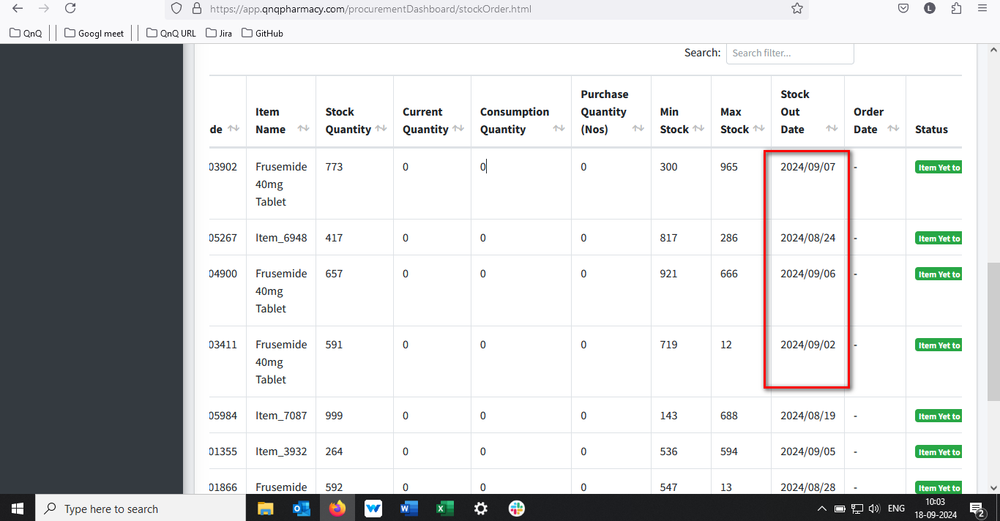 https://app.qnqpharmacy.com/procurementDashboard/stockOrder.html
L
QnQ
Googl meet
QnQ URL
Jira
GitHub
Search:
Search filter...
de
Item Name
Stock Quantity
Current Quantity
Consumption Quantity
Purchase Quantity (Nos)
Min Stock
Max Stock
Stock Out Date
Order Date
Status
03902 Frusemide 40mg Tablet 773 0 0 0 300 965 2024/09/07 - Item Yet to
05267 Item_6948 417 0 0 0 817 286 2024/08/24 - Item Yet to
04900 Frusemide 40mg Tablet 657 0 0 0 921 666 2024/09/06 - Item Yet to
03411 Frusemide 40mg Tablet 591 0 0 0 719 12 2024/09/02 - Item Yet to
05984 Item_7087 999 0 0 0 143 688 2024/08/19 - Item Yet to
01355 Item_3932 264 0 0 0 536 594 2024/09/05 - Item Yet to
01866 Frusemide 592 0 0 0 547 13 2024/08/28 - Item Yet to
Type here to search
ENG
10:03
18-09-2024
2